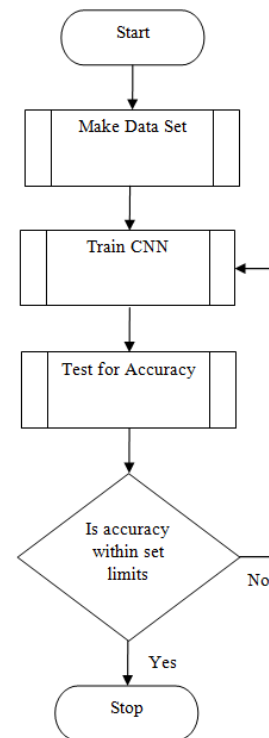 Start
Make Data Set
Train CNN
Test for Accuracy
Is accuracy
within set
limits
No
Yes
Stop